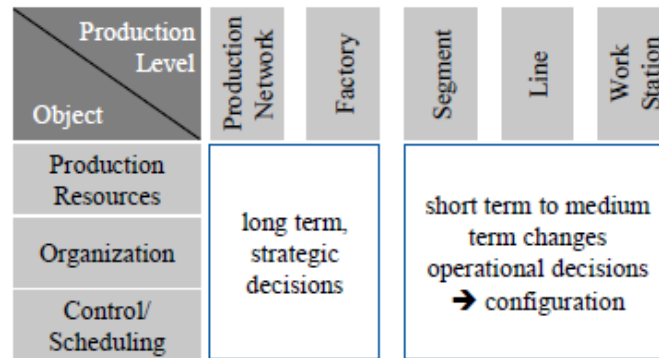 Production
Level
Object
Production
Network
Factory
Segment
Line
Work
Station
Production
Resources
Organization
Control/
Scheduling
long term,
strategic
decisions
short term to medium
term changes
operational decisions
➔ configuration